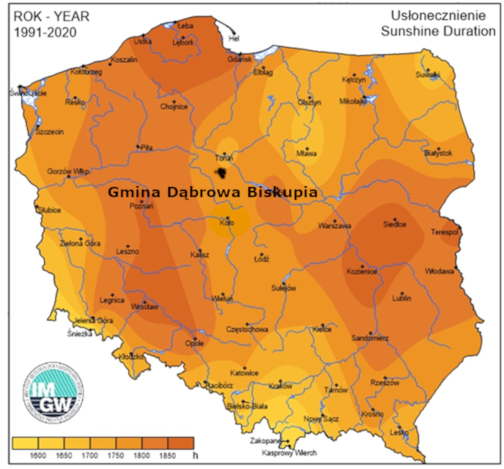 ROK - YEAR
1991-2020
Usłonecznienie
Sunshine Duration
Łeba
Ustka
Lębork
Hel
Koszalin
Gdańsk
Kołobrzeg
Elbląg
Kętrzyn
Suwałki
Świnoujście
Resko
Chojnice
Olsztyn
Mikołajki
Szczecin
Piła
Toruń
Mława
Białystok
Gorzów Wlkp.
Gmina Dąbrowa Biskupia
Słubice
Poznań
Koło
Warszawa
Siedlce
Terespol
Zielona Góra
Leszno
Kalisz
Łódź
Kozienice
Włodawa
Legnica
Wrocław
Wieluń
Sulejów
Lublin
Jelenia Góra
Śnieżka
Częstochowa
Kielce
Sandomierz
Kłodzko
Opole
Racibórz
Katowice
Kraków
Tarnów
Rzeszów
Bielsko-Biała
Nowy Sącz
Krosno
Lesko
Zakopane
Kasprowy Wierch
IM
GW
1600 1650 1700 1750 1800 1850 h